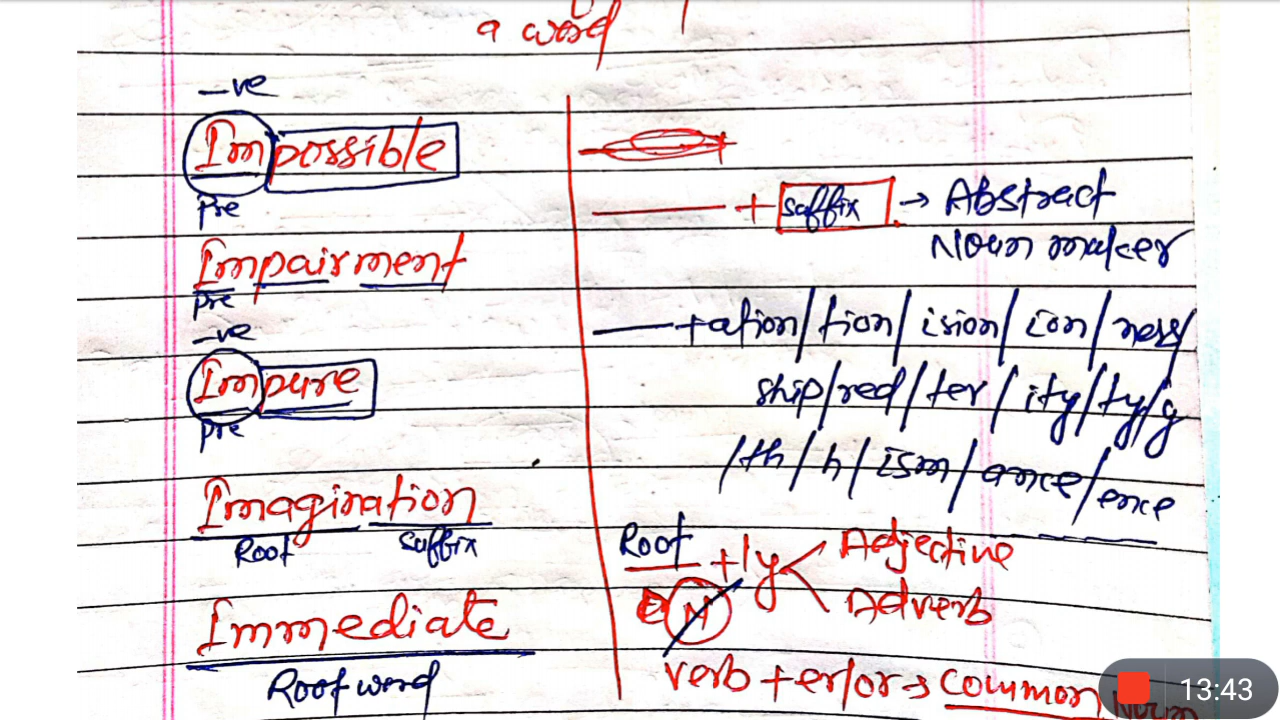 a word
-ve
Impossible
Pre
Impairment
Pre
-ve
Impure
Pre
Imagination
Root suffix
Immediate
Root word
+ suffix → Abstract
Noun maker
+ation/tion/ision/ion/ness/
ship/red/ter/ity/ty/y
/th/h/ism/ance/ence
Root +ly Adjective
N Adverb
verb + er/or → Common Noun
13:43